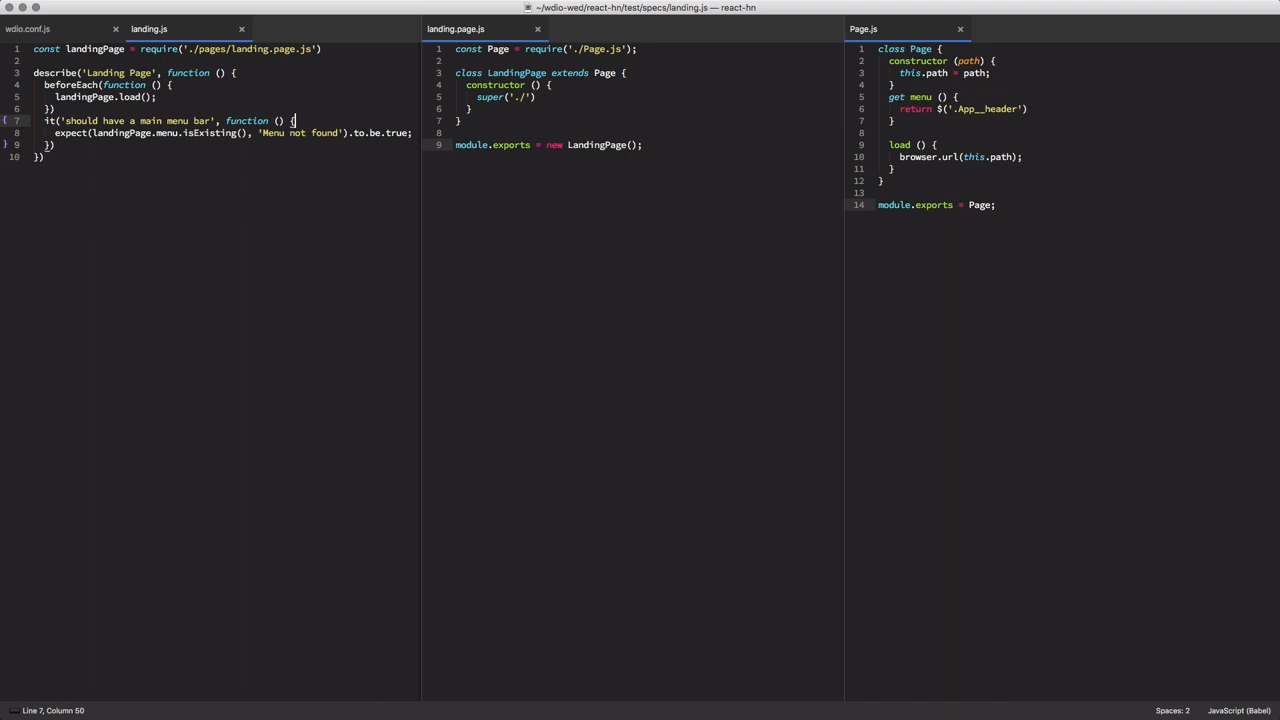 ~/wdio-wed/react-hn/test/specs/landing.js — react-hn
wdio.conf.js
landing.js
1 const landingPage = require('./pages/landing.page.js')
2
3 describe('Landing Page', function () {
4   beforeEach(function () {
5     landingPage.load();
6   })
7   it('should have a main menu bar', function () {
8     expect(landingPage.menu.isExisting(), 'Menu not found').to.be.true;
9   })
10 })
landing.page.js
1 const Page = require('./Page.js');
2
3 class LandingPage extends Page {
4   constructor () {
5     super('./')
6   }
7 }
8
9 module.exports = new LandingPage();
Page.js
1 class Page {
2   constructor (path) {
3     this.path = path;
4   }
5   get menu () {
6     return $('.App__header')
7   }
8
9   load () {
10     browser.url(this.path);
11   }
12 }
13
14 module.exports = Page;
Line 7, Column 50
Spaces: 2
JavaScript (Babel)